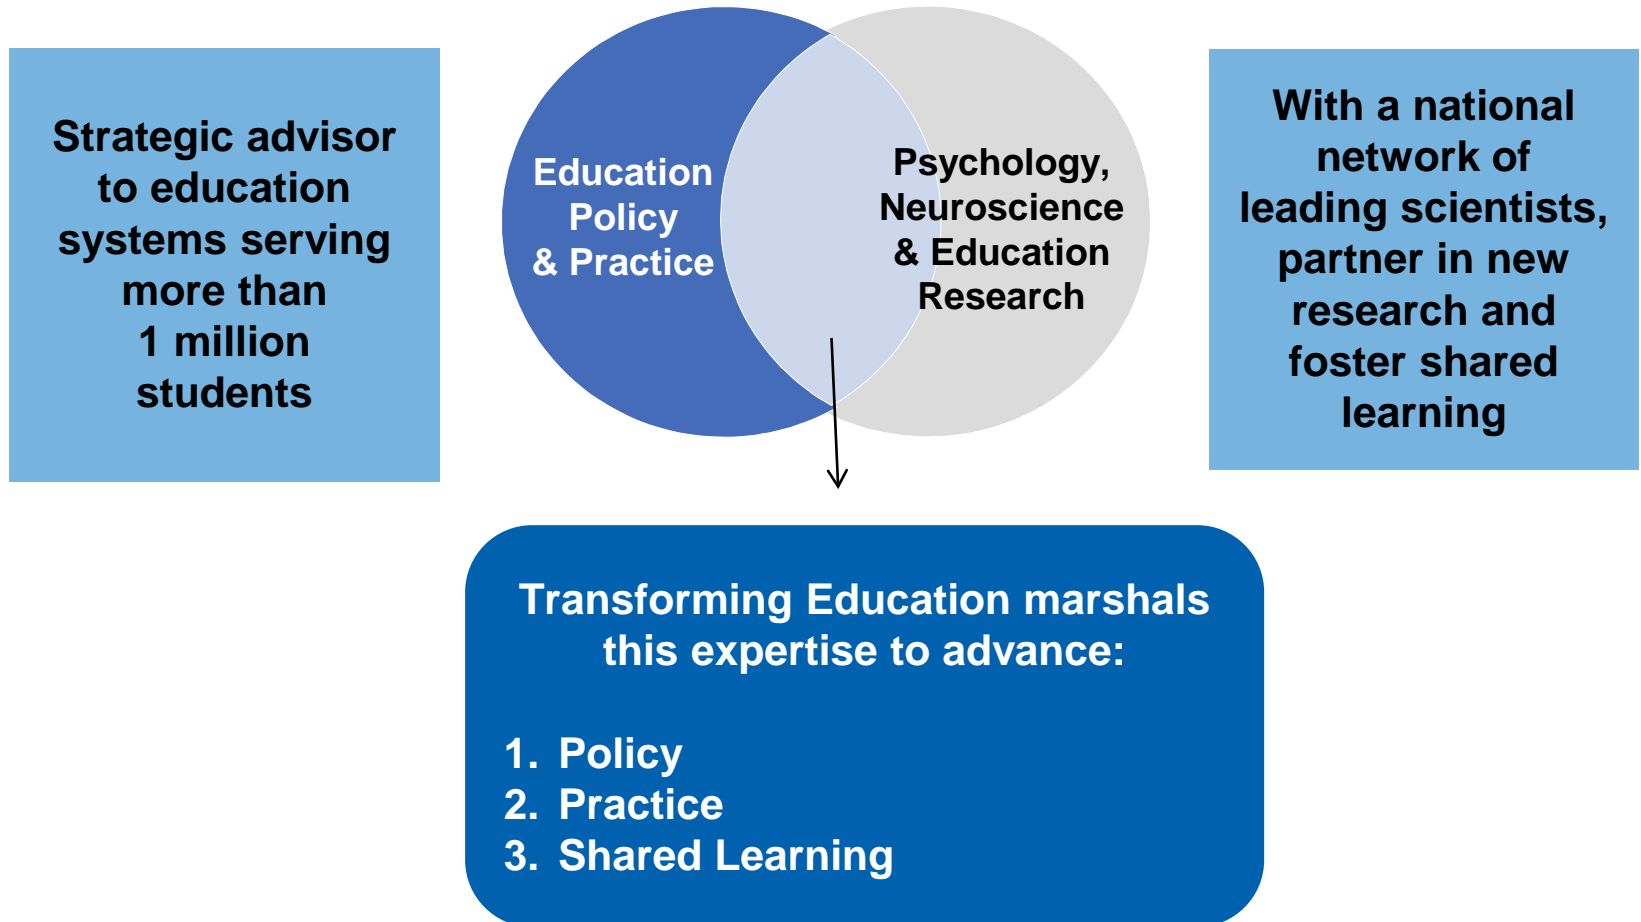 Strategic advisor
to education
systems serving
more than
1 million
students
Education
Policy
& Practice
Psychology,
Neuroscience
& Education
Research
With a national
network of
leading scientists,
partner in new
research and
foster shared
learning
Transforming Education marshals
this expertise to advance:
1. Policy
2. Practice
3. Shared Learning